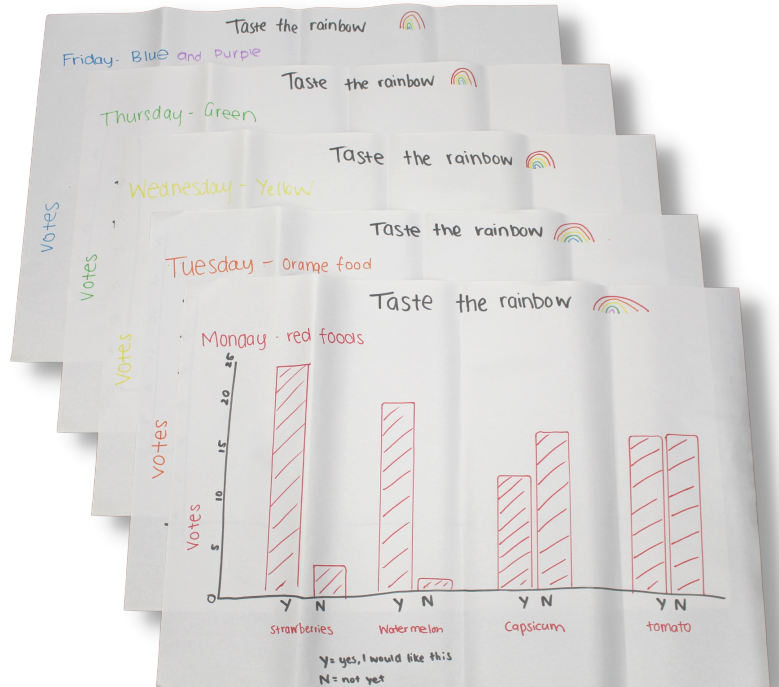 Taste the rainbow
Friday- Blue and Purple
Votes
Taste the rainbow
Thursday - Green
Votes
Taste the rainbow
Wednesday - Yellow
Votes
Taste the rainbow
Tuesday - Orange food
Votes
Taste the rainbow
Monday - red foods
25
20
15
10
5
0
Votes
Y N Y N Y N Y N
Strawberries Watermelon Capsicum tomato
Y= yes, I would like this
N= not yet